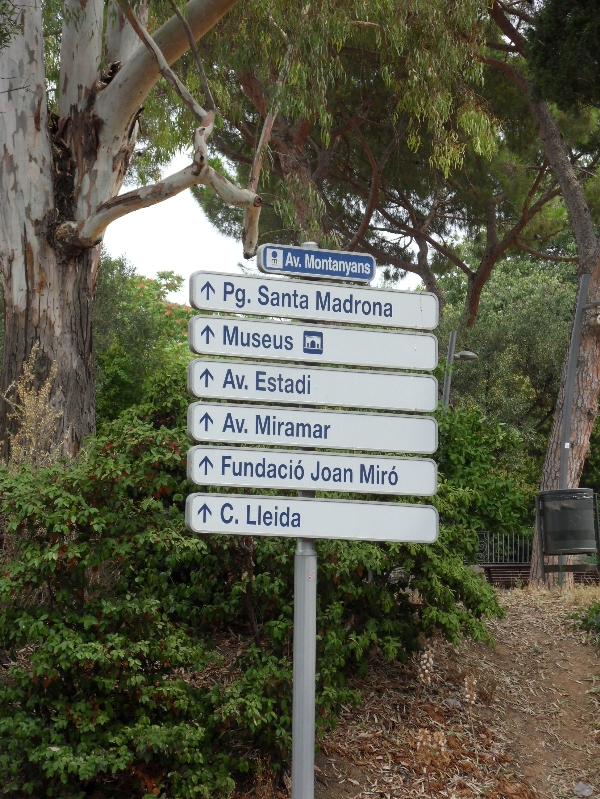 Av. Montanyans
↑ Pg. Santa Madrona
↑ Museus
↑ Av. Estadi
↑ Av. Miramar
↑ Fundació Joan Miró
↑ C. Lleida